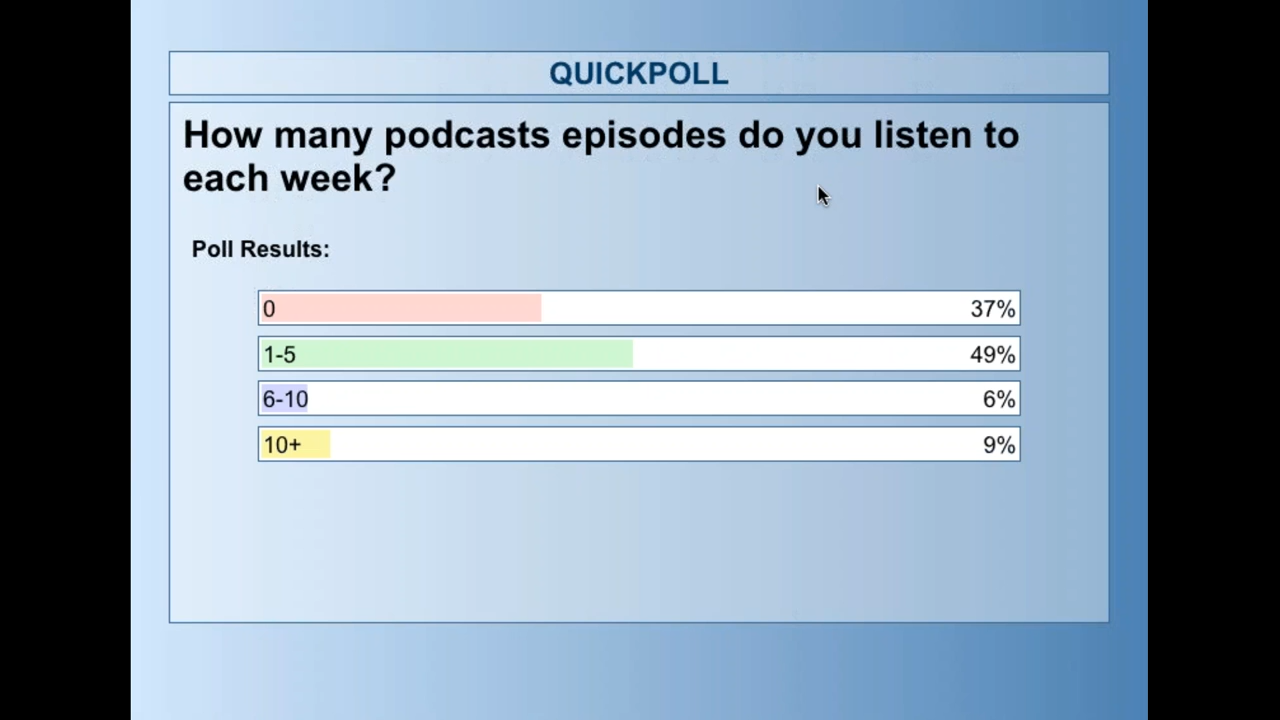 QUICKPOLL
How many podcasts episodes do you listen to
each week?
Poll Results:
0 37%
1-5 49%
6-10 6%
10+ 9%